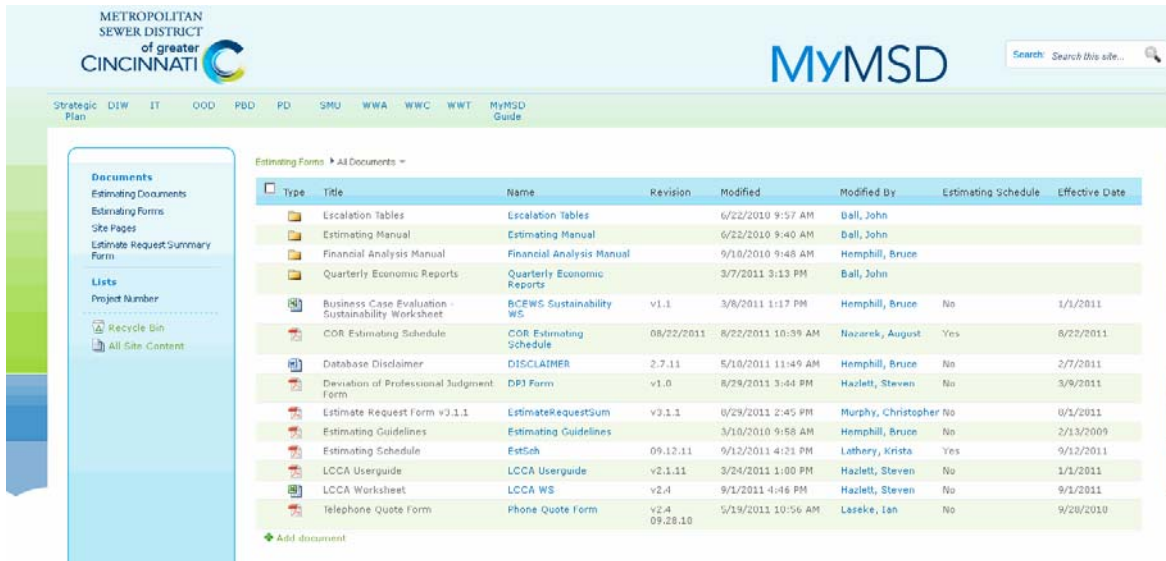 METROPOLITAN
SEWER DISTRICT
of greater
CINCINNATI
MyMSD
Search: Search this site...
Strategic Plan DIW IT OOD PBD PD SMU WWA WWC WWT MyMSD Guide
Documents
Estimating Documents
Estimating Forms
Site Pages
Estimate Request Summary
Form
Lists
Project Number
Recycle Bin
All Site Content
Estimating Forms All Documents
Type Title Name Revision Modified Modified By Estimating Schedule Effective Date
Escalation Tables Escalation Tables 6/22/2010 9:57 AM Ball, John
Estimating Manual Estimating Manual 6/22/2010 9:40 AM Ball, John
Financial Analysis Manual Financial Analysis Manual 9/10/2010 9:48 AM Hemphill, Bruce
Quarterly Economic Reports Quarterly Economic Reports 3/7/2011 3:13 PM Ball, John
Business Case Evaluation - Sustainability Worksheet BCEWS Sustainability WS v1.1 3/8/2011 1:17 PM Hemphill, Bruce No 1/1/2011
COR Estimating Schedule COR Estimating Schedule 08/22/2011 8/22/2011 10:39 AM Nazarek, August Yes 8/22/2011
Database Disclaimer DISCLAIMER 2.7.11 5/10/2011 11:49 AM Hemphill, Bruce No 2/7/2011
Deviation of Professional Judgment Form DPJ Form v1.0 8/29/2011 3:44 PM Hazlett, Steven No 3/9/2011
Estimate Request Form v3.1.1 EstimateRequestSum v3.1.1 8/29/2011 2:45 PM Murphy, Christopher No 8/1/2011
Estimating Guidelines Estimating Guidelines 3/10/2010 9:58 AM Hemphill, Bruce No 2/13/2009
Estimating Schedule EstSch 09.12.11 9/12/2011 4:21 PM Lathery, Krista Yes 9/12/2011
LCCA Userguide LCCA Userguide v2.1.11 3/24/2011 1:00 PM Hazlett, Steven No 1/1/2011
LCCA Worksheet LCCA WS v2.4 9/1/2011 4:46 PM Hazlett, Steven No 9/1/2011
Telephone Quote Form Phone Quote Form v2.4 09.28.10 5/19/2011 10:56 AM Laseke, Ian No 9/28/2010
Add document